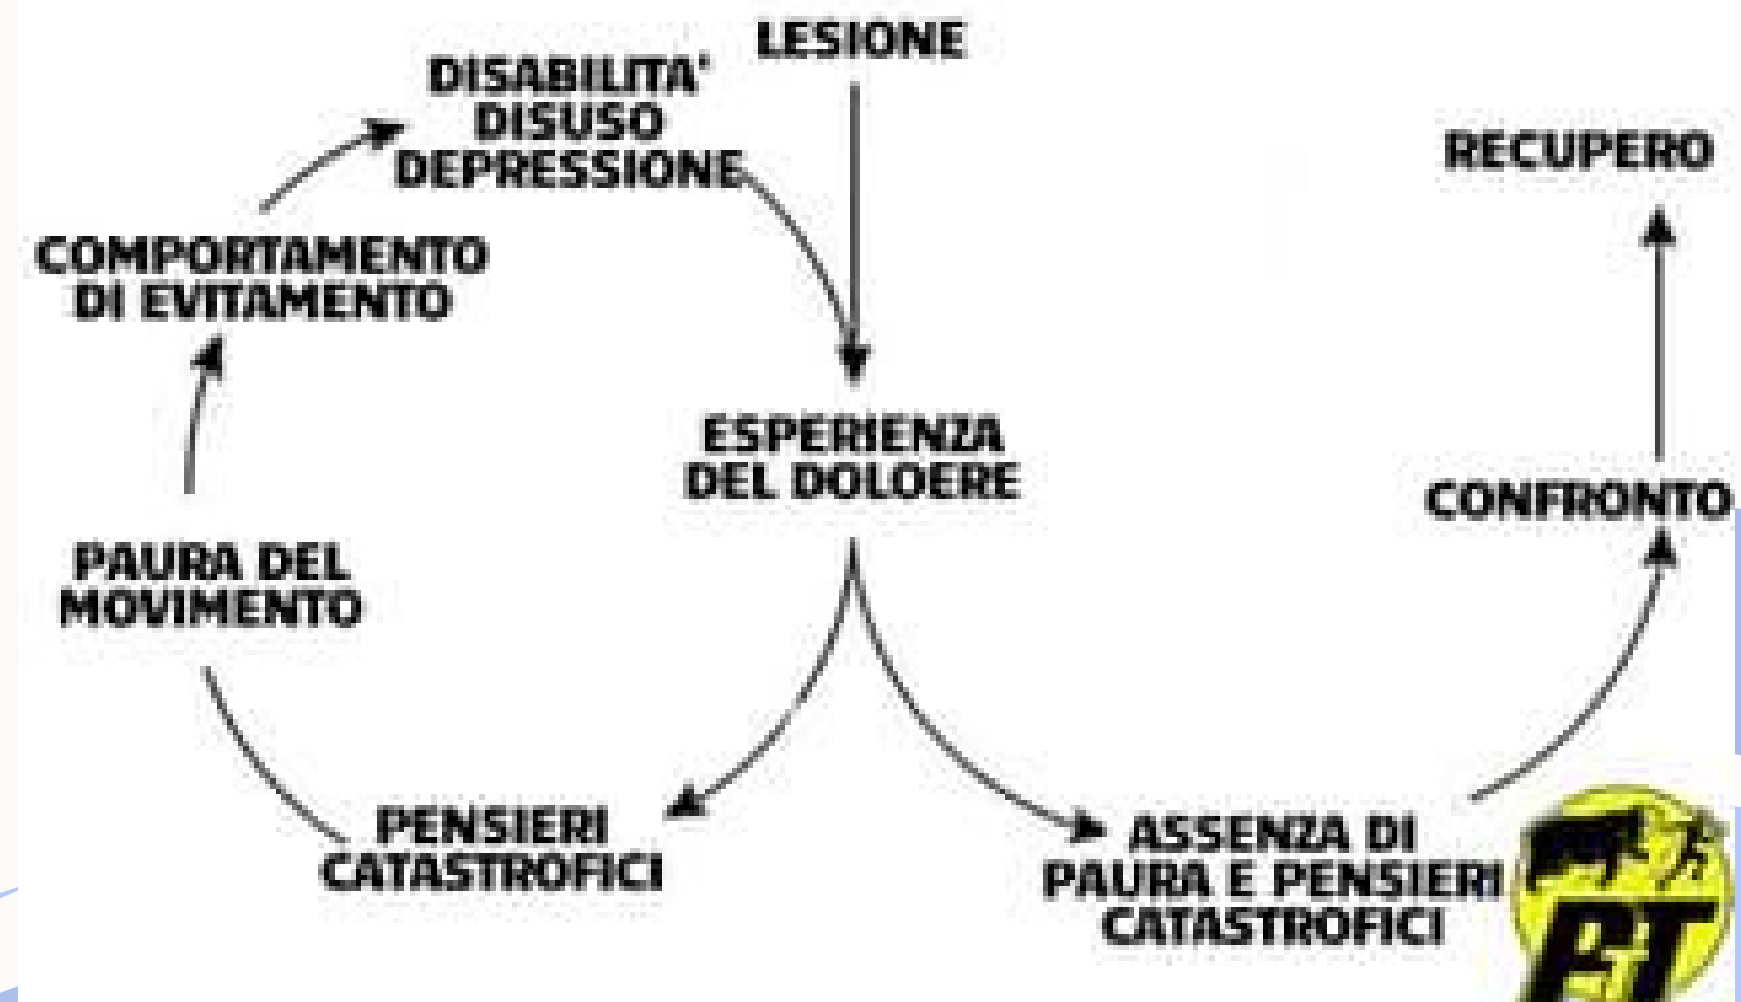 LESIONE
DISABILITA'
DISUSO
DEPRESSIONE
RECUPERO
COMPORTAMENTO
DI EVITAMENTO
ESPERIENZA
DEL DOLOERE
CONFRONTO
PAURA DEL
MOVIMENTO
PENSIERI
CATASTROFICI
ASSENZA DI
PAURA E PENSIERI
CATASTROFICI
PT